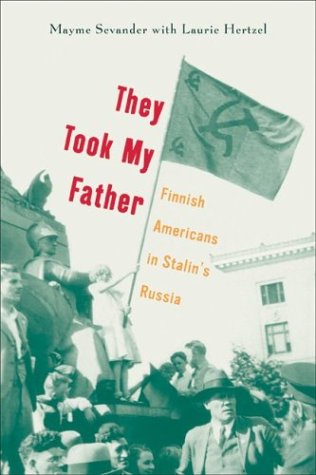 Mayme Sevander with Laurie Hertzel
They
Took My
Father
Finnish
Americans
in Stalin's
Russia